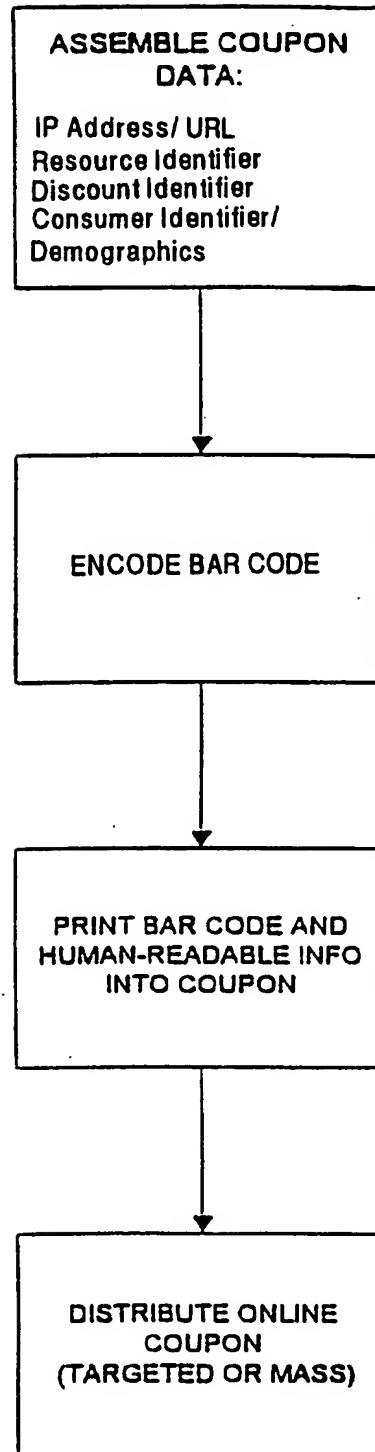 ASSEMBLE COUPON
DATA:
IP Address/ URL
Resource Identifier
Discount Identifier
Consumer Identifier/
Demographics
ENCODE BAR CODE
PRINT BAR CODE AND
HUMAN-READABLE INFO
INTO COUPON
DISTRIBUTE ONLINE
COUPON
(TARGETED OR MASS)